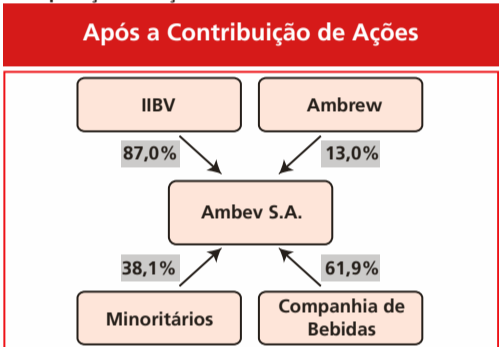 Após a Contribuição de Ações
IIBV
Ambrew
87,0%
13,0%
Ambev S.A.
38,1%
61,9%
Minoritários
Companhia de
Bebidas